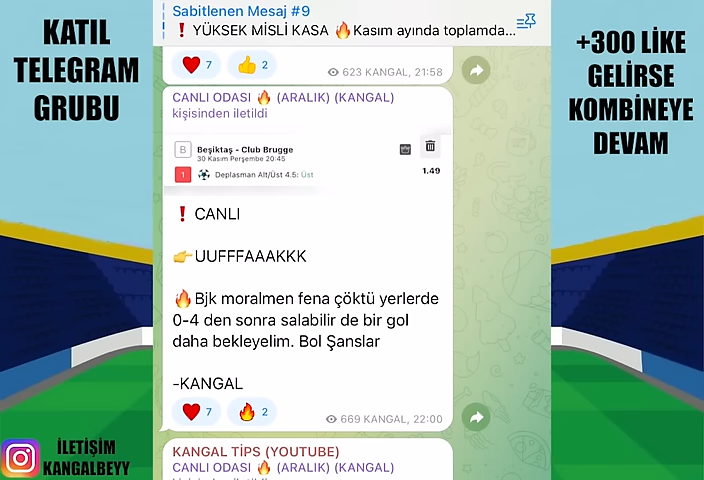 KATIL
TELEGRAM
GRUBU
Sabitlenen Mesaj #9
❗ YÜKSEK MİSLİ KASA 🔥Kasım ayında toplamda...
❤️ 7 👍 2
623 KANGAL, 21:58
CANLI ODASI 🔥 (ARALIK) (KANGAL)
kişisinden iletildi
B Beşiktaş - Club Brugge
30 Kasım Perşembe 20:45
1 ⚽ Deplasman Alt/Üst 4.5: Üst
1.49
❗ CANLI
👉UUFFFAAAKKK
🔥Bjk moralmen fena çöktü yerlerde
0-4 den sonra salabilir de bir gol
daha bekleyelim. Bol Şanslar
-KANGAL
❤️ 7 🔥 2
669 KANGAL, 22:00
KANGAL TİPS (YOUTUBE)
CANLI ODASI 🔥 (ARALIK) (KANGAL)
+300 LİKE
GELİRSE
KOMBİNEYE
DEVAM
İLETİŞİM
KANGALBEYY